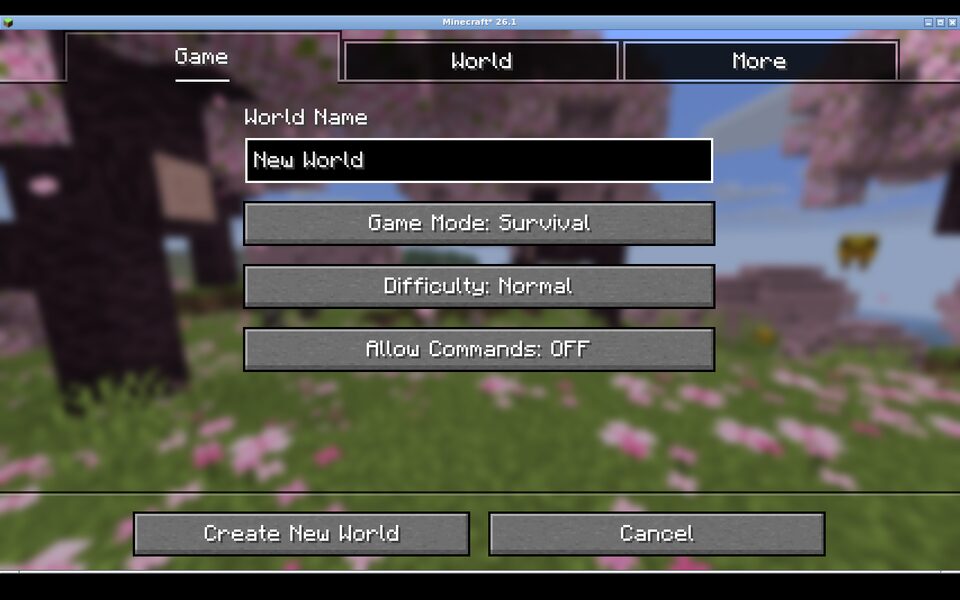 Minecraft* 26.1
Game
World
More
World Name
New World
Game Mode: Survival
Difficulty: Normal
Allow Commands: OFF
Create New World
Cancel